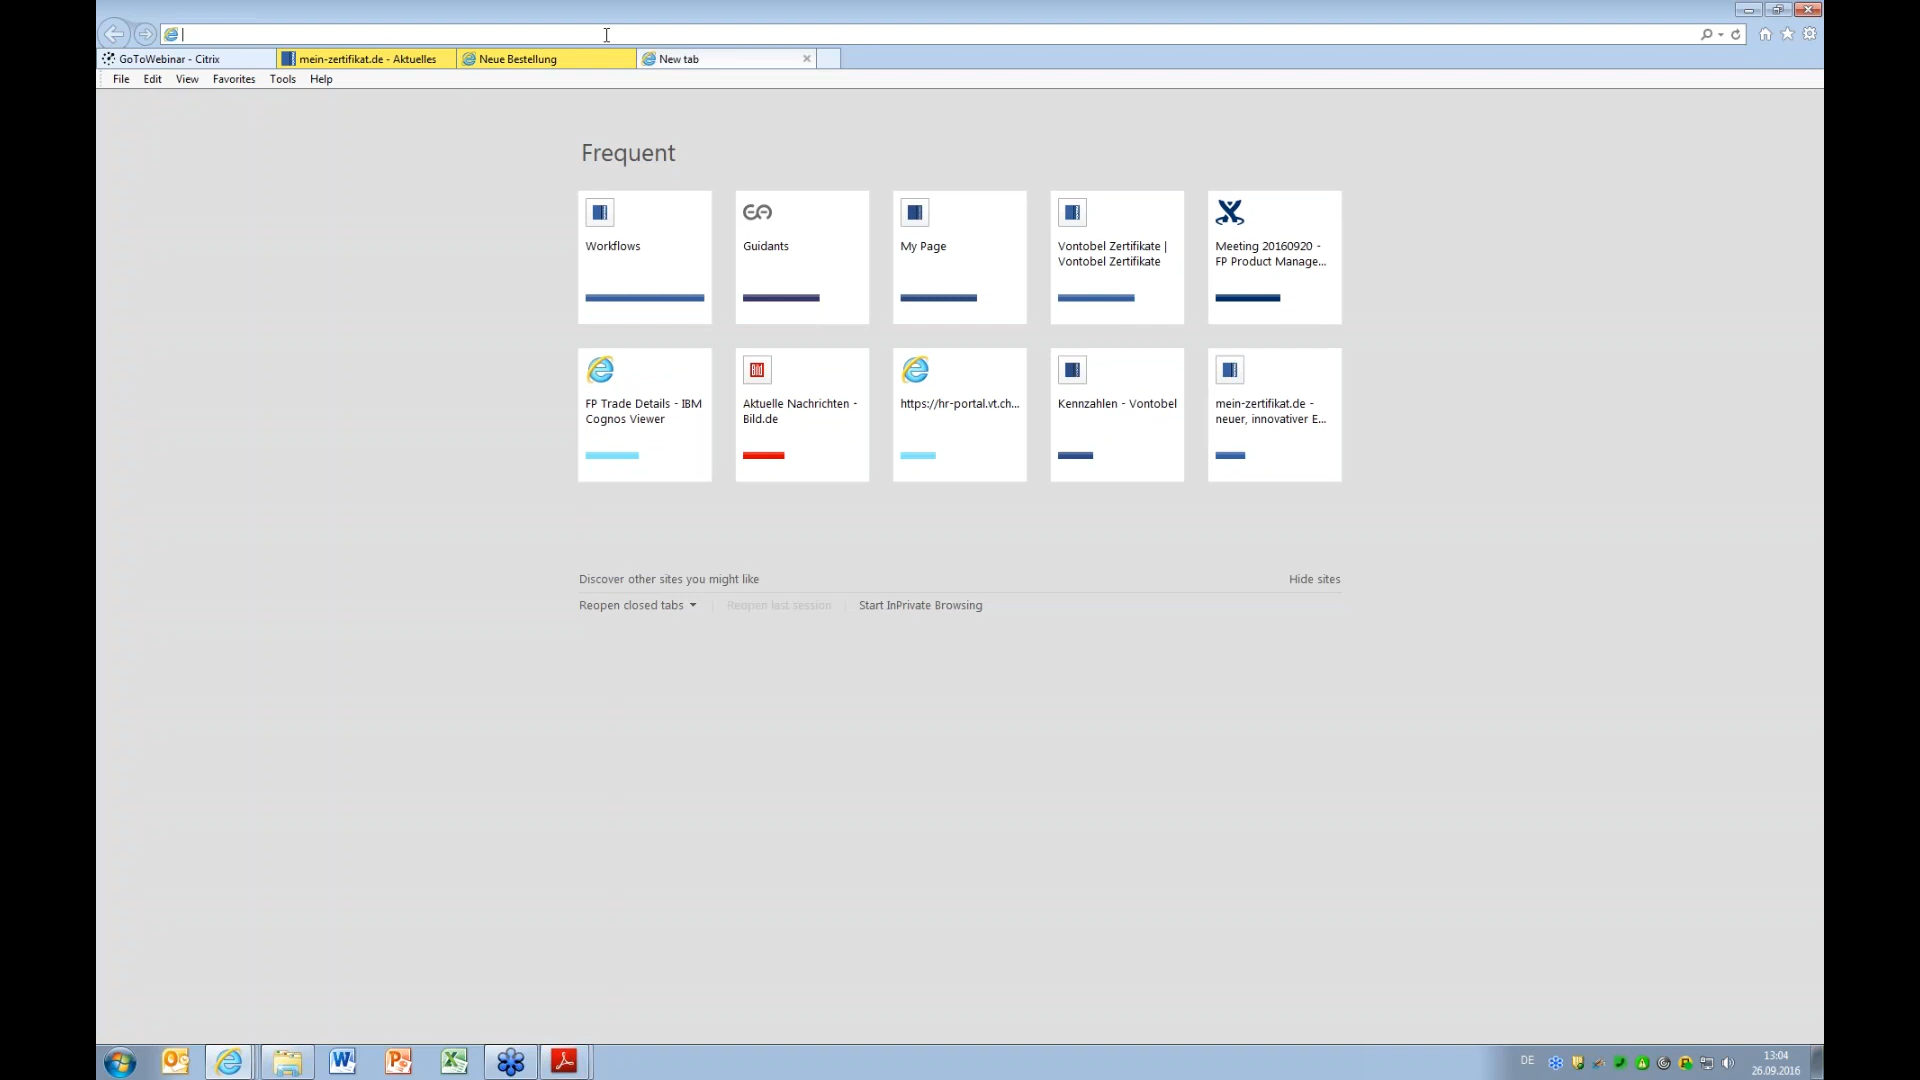 GoToWebinar - Citrix
mein-zertifikat.de - Aktuelles
Neue Bestellung
New tab
File Edit View Favorites Tools Help
Frequent
Workflows
Guidants
My Page
Vontobel Zertifikate |
Vontobel Zertifikate
Meeting 20160920 -
FP Product Manage...
FP Trade Details - IBM
Cognos Viewer
Bild
Aktuelle Nachrichten -
Bild.de
https://hr-portal.vt.ch...
Kennzahlen - Vontobel
mein-zertifikat.de -
neuer, innovativer E...
Discover other sites you might like
Hide sites
Reopen closed tabs
Reopen last session
Start InPrivate Browsing
DE
13:04
26.09.2016